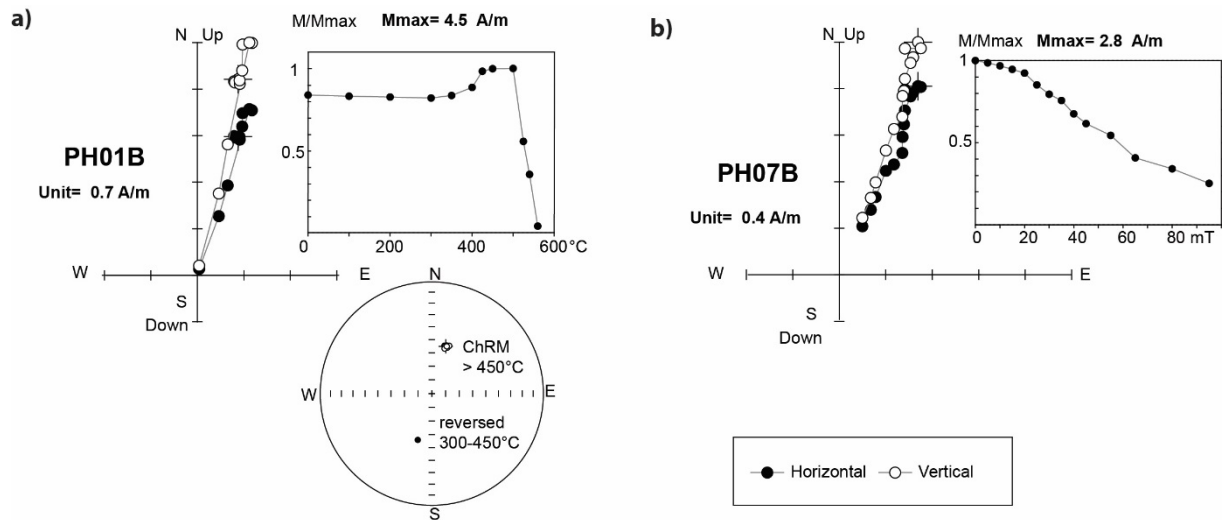 a)
N Up
M/Mmax Mmax= 4.5 A/m
1
0.5
0 200 400 600°C
PH01B
Unit= 0.7 A/m
W E
S
Down
N
ChRM
> 450°C
W E
reversed
300-450°C
S
b)
N Up
M/Mmax Mmax= 2.8 A/m
1
0.5
0 20 40 60 80 mT
PH07B
Unit= 0.4 A/m
W E
S
Down
Horizontal Vertical